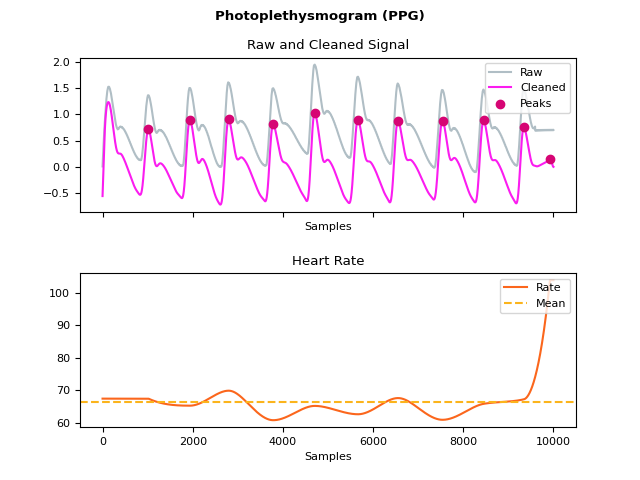 Photoplethysmogram (PPG)
Raw and Cleaned Signal
2.0
1.5
1.0
0.5
0.0
−0.5
Raw
Cleaned
Peaks
Samples
Heart Rate
100
90
80
70
60
Rate
Mean
0 2000 4000 6000 8000 10000
Samples